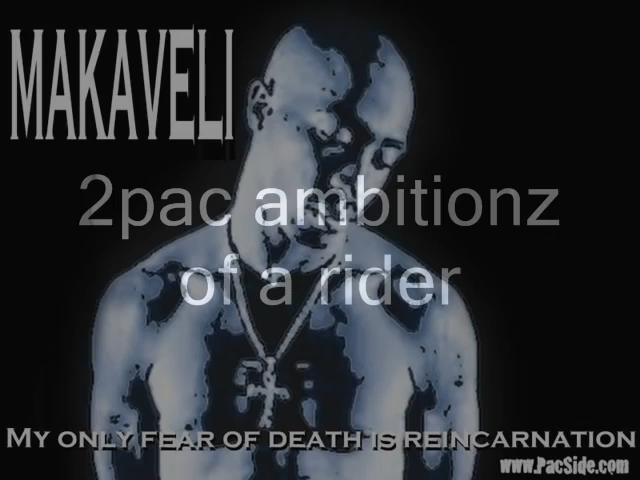 MAKAVELI
2pac ambitionz
of a rider
MY ONLY FEAR OF DEATH IS REINCARNATION
www.PacSide.com